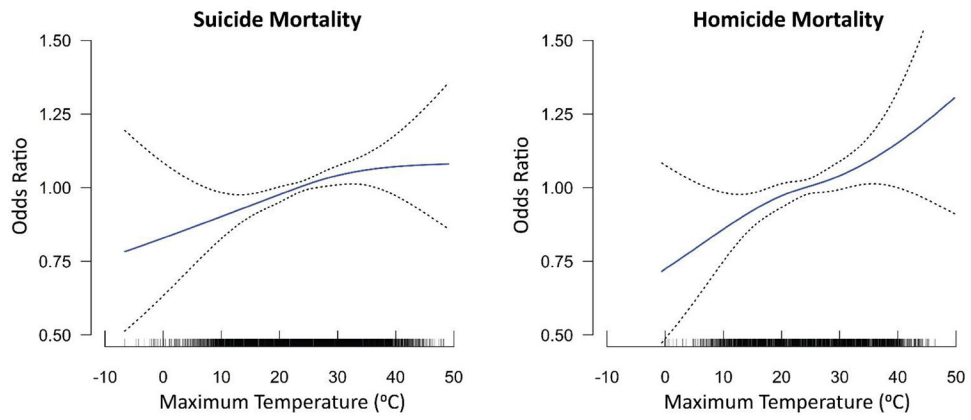 Suicide Mortality
1.50
1.25
1.00
0.75
0.50
Odds Ratio
-10 0 10 20 30 40 50
Maximum Temperature (ºC)
Homicide Mortality
1.50
1.25
1.00
0.75
0.50
Odds Ratio
-10 0 10 20 30 40 50
Maximum Temperature (ºC)